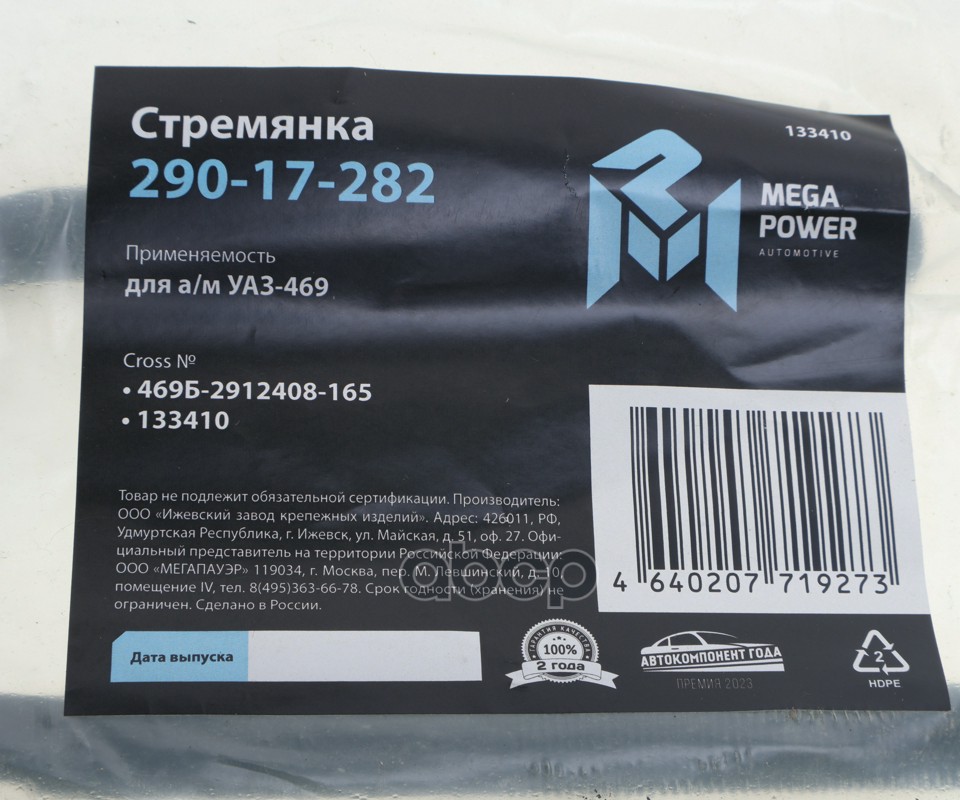 Стремянка
290-17-282
133410
MEGA
POWER
AUTOMOTIVE
Применяемость
для а/м УАЗ-469
Cross №
• 469Б-2912408-165
• 133410
Товар не подлежит обязательной сертификации. Производитель:
ООО «Ижевский завод крепежных изделий». Адрес: 426011, РФ,
Удмуртская Республика, г. Ижевск, ул. Майская, д. 51, оф. 27. Офи-
циальный представитель на территории Российской Федерации:
ООО «МЕГАПАУЭР» 119034, г. Москва, пер. М. Левшинский, д. 10,
помещение IV, тел. 8(495)363-66-78. Срок годности (хранения) не
ограничен. Сделано в России.
abcp
4 640207 719273
Дата выпуска
ГАРАНТИЯ КАЧЕСТВА
100%
2 года
АВТОКОМПОНЕНТ ГОДА
ПРЕМИЯ 2023
2
HDPE